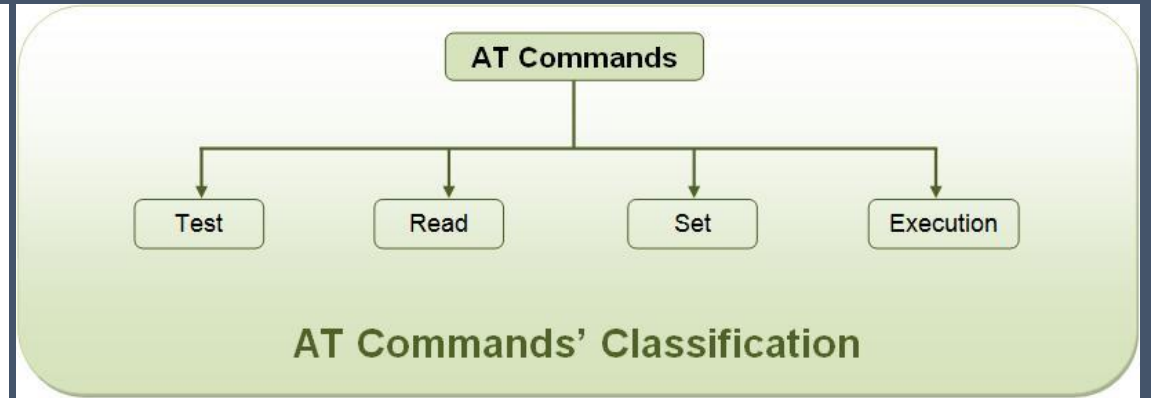 AT Commands
Test Read Set Execution
AT Commands’ Classification